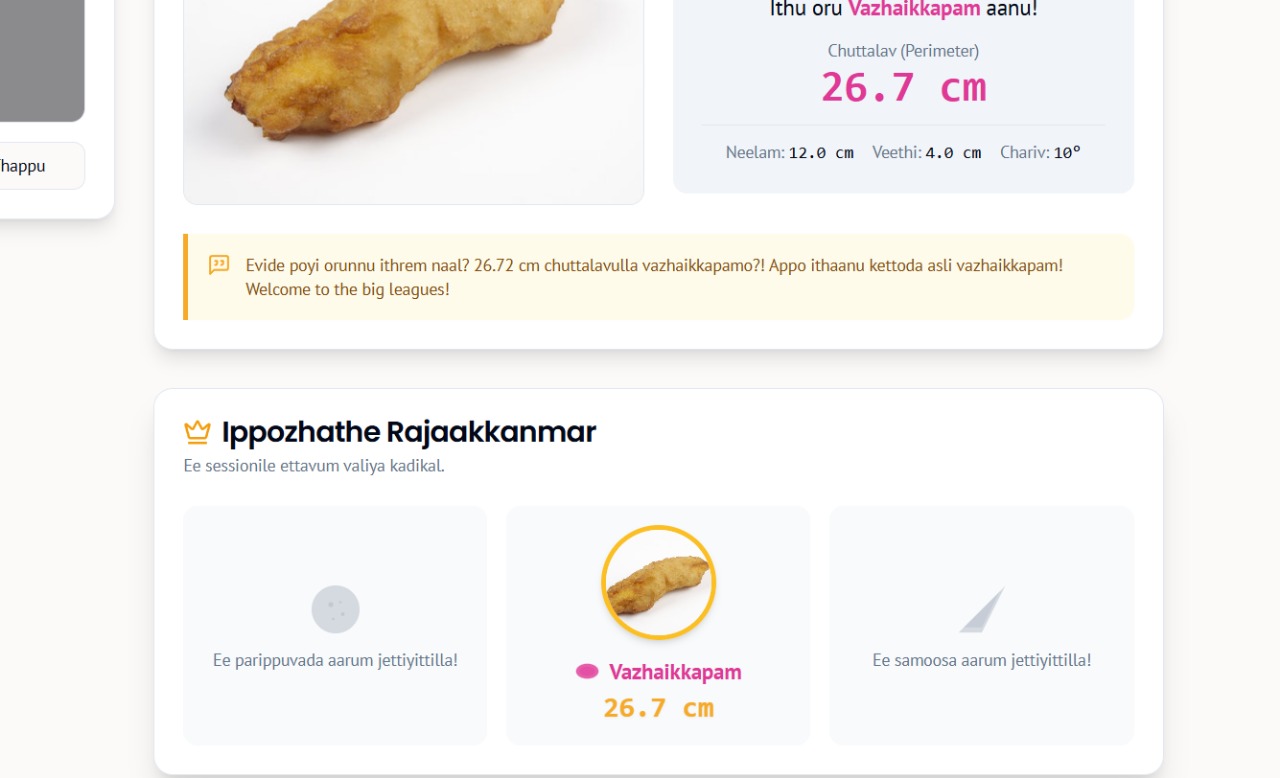 Ithu oru Vazhaikkapam aanu!
Chuttalav (Perimeter)
26.7 cm
Neelam: 12.0 cm Veethi: 4.0 cm Chariv: 10°
Evide poyi orunnu ithrem naal? 26.72 cm chuttalavulla vazhaikkapamo?! Appo ithaanu kettoda asli vazhaikkapam!
Welcome to the big leagues!
Ippozhathe Rajaakkanmar
Ee sessionile ettavum valiya kadikal.
Ee parippuvada aarum jettiyittilla!
Vazhaikkapam
26.7 cm
Ee samoosa aarum jettiyittilla!